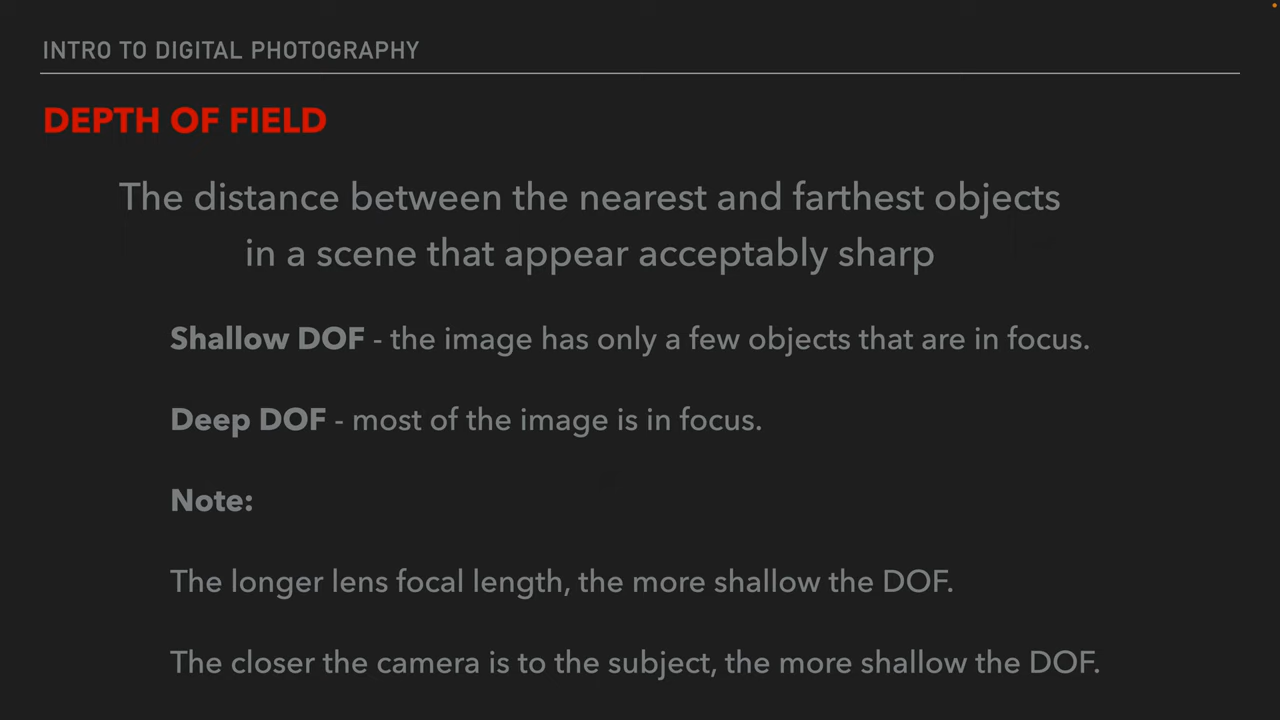 INTRO TO DIGITAL PHOTOGRAPHY
DEPTH OF FIELD
The distance between the nearest and farthest objects
in a scene that appear acceptably sharp
Shallow DOF - the image has only a few objects that are in focus.
Deep DOF - most of the image is in focus.
Note:
The longer lens focal length, the more shallow the DOF.
The closer the camera is to the subject, the more shallow the DOF.